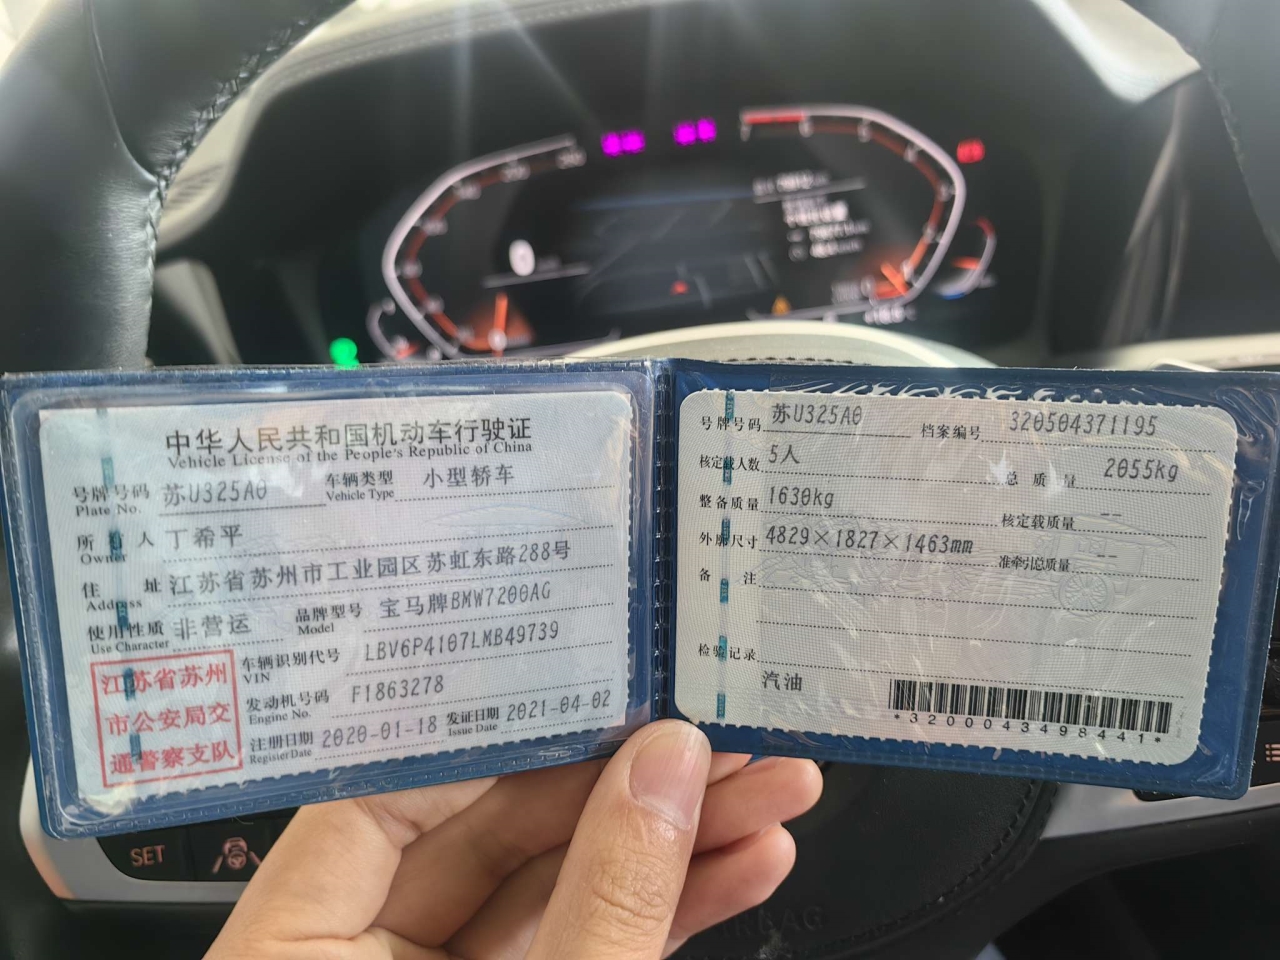 中华人民共和国机动车行驶证
Vehicle License of the People's Republic of China
号牌号码 苏U325A0 车辆类型 小型轿车
Plate No. Vehicle Type
所有人 丁希平
Owner
住址 江苏省苏州市工业园区苏虹东路288号
Address
使用性质 非营运 品牌型号 宝马牌BMW7200AG
Use Character Model
江苏省苏州
市公安局交
通警察支队
车辆识别代号 LBV6P4107LMB49739
VIN
发动机号码 F1863278
Engine No.
注册日期 2020-01-18 发证日期 2021-04-02
Register Date Issue Date
号牌号码 苏U325A0 档案编号 320504371195
核定载人数 5人 总质量 2055kg
整备质量 1630kg 核定载质量 --
外廓尺寸 4829×1827×1463mm 准牵引总质量 --
备注
检验记录
汽油
*3200043498441*
SET
AIRBAG